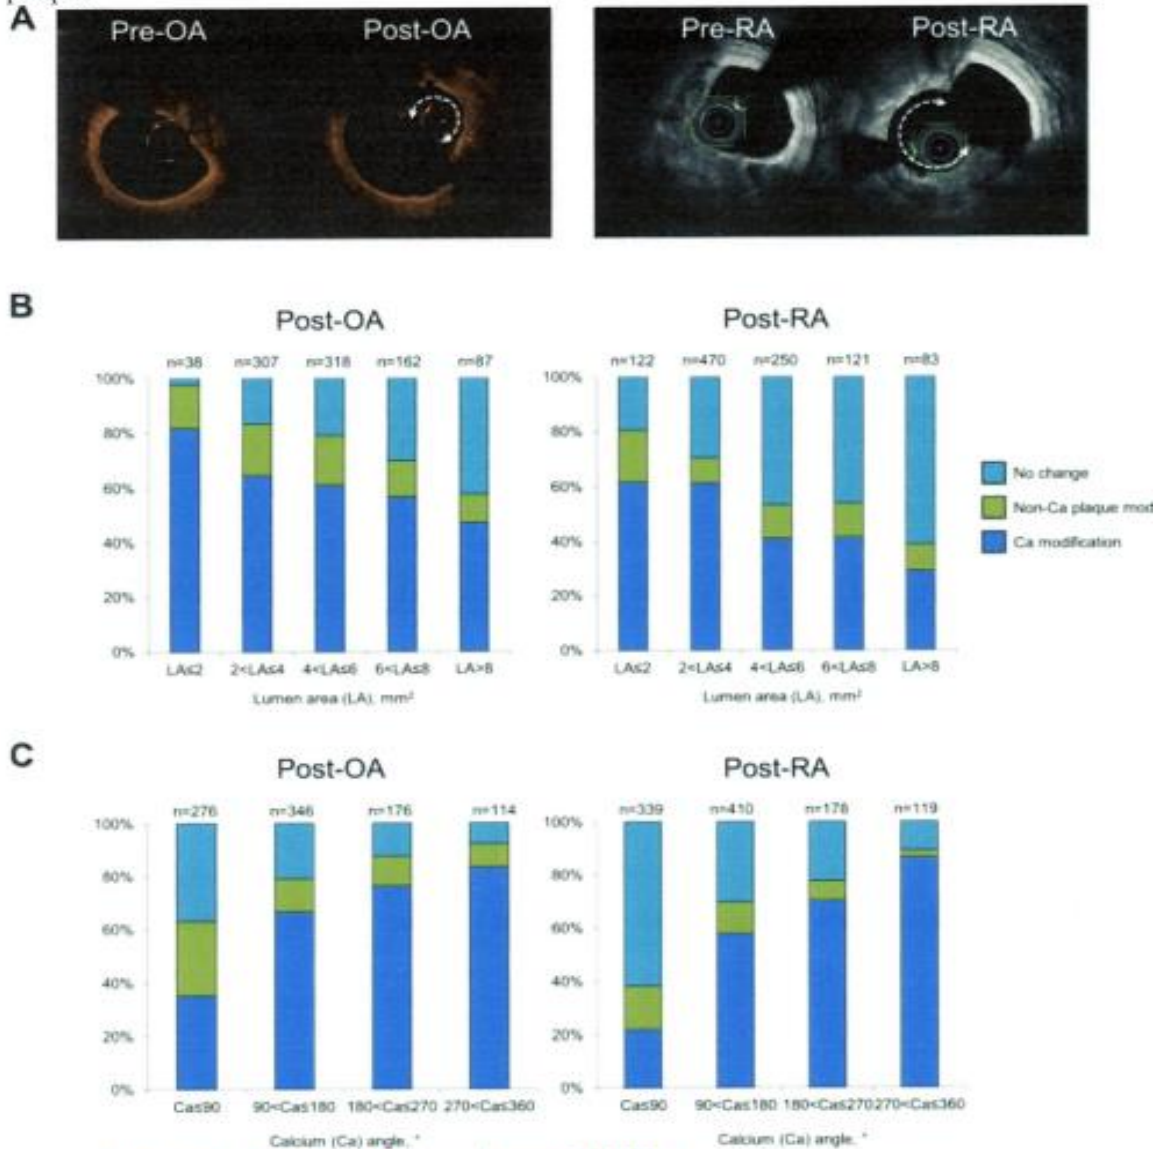 A
Pre-OA Post-OA Pre-RA Post-RA
B
Post-OA Post-RA
n=38 n=307 n=318 n=162 n=87 n=122 n=470 n=250 n=121 n=83
100% 100%
80% 80%
60% 60%
40% 40%
20% 20%
0% 0%
No change
Non-Ca plaque mod
Ca modification
LA≤2 2<LA≤4 4<LA≤6 6<LA≤8 LA>8 LA≤2 2<LA≤4 4<LA≤6 6<LA≤8 LA>8
Lumen area (LA), mm² Lumen area (LA), mm²
C
Post-OA Post-RA
n=276 n=346 n=176 n=114 n=339 n=410 n=178 n=119
100% 100%
80% 80%
60% 60%
40% 40%
20% 20%
0% 0%
Ca≤90 90<Ca≤180 180<Ca≤270 270<Ca≤360 Ca≤90 90<Ca≤180 180<Ca≤270 270<Ca≤360
Calcium (Ca) angle, ° Calcium (Ca) angle, °